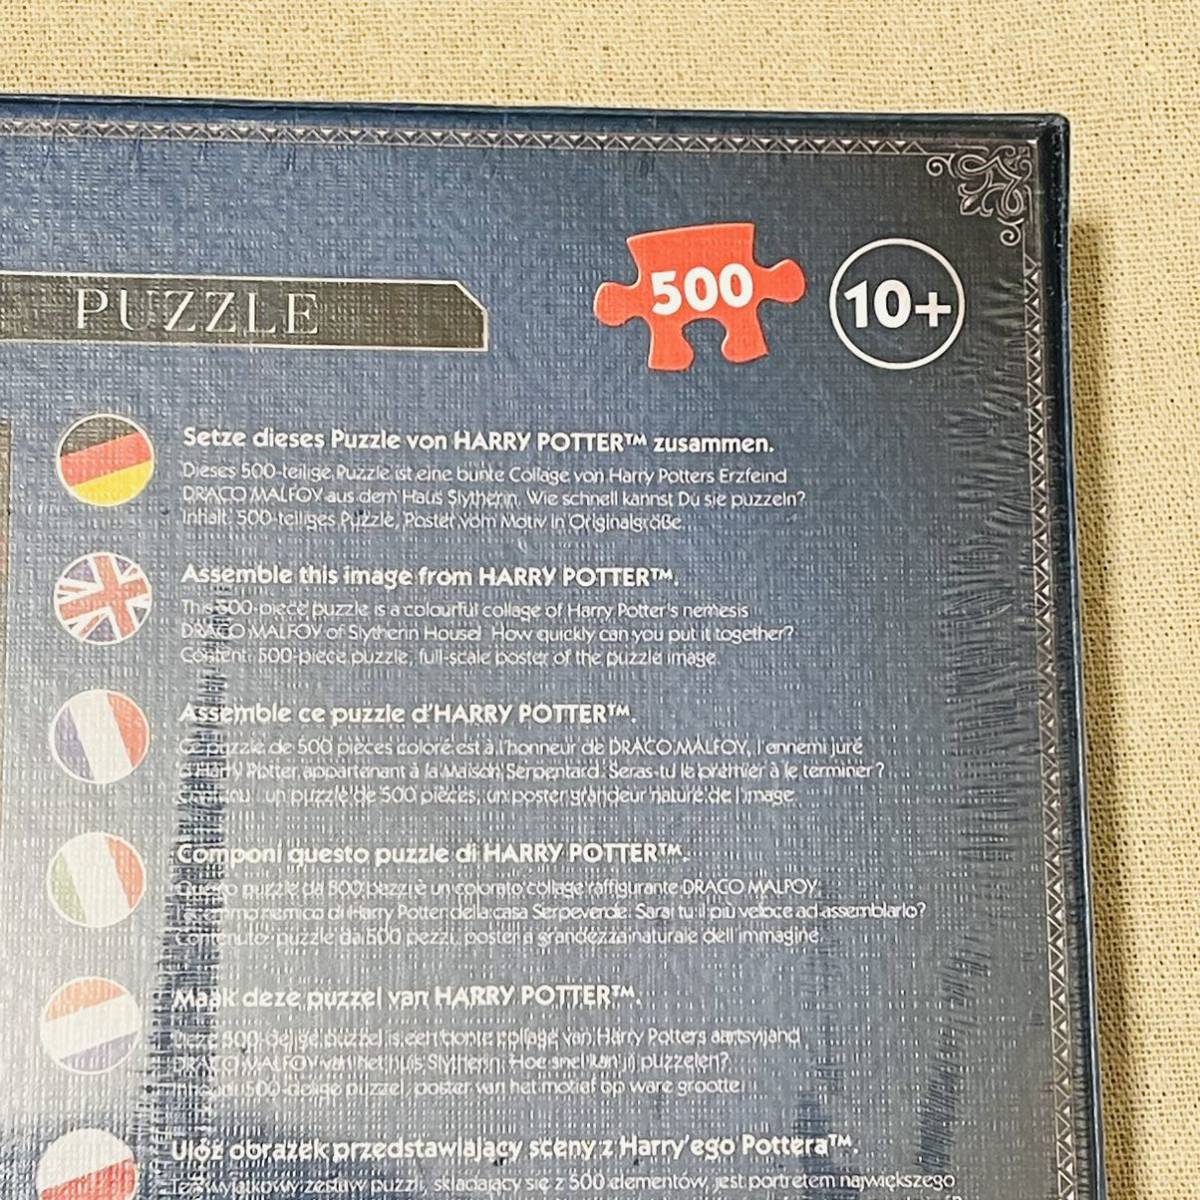 PUZZLE
500
10+
Setze dieses Puzzle von HARRY POTTER™ zusammen.
Dieses 500-teilige Puzzle ist eine bunte Collage von Harry Potters Erzfeind
DRACO MALFOY aus dem Haus Slytherin. Wie schnell kannst Du sie puzzeln?
Inhalt: 500-teiliges Puzzle, Poster vom Motiv in Originalgröße
Assemble this image from HARRY POTTER™.
This 500-piece puzzle is a colourful collage of Harry Potter's nemesis
DRACO MALFOY of Slytherin House! How quickly can you put it together?
Content: 500-piece puzzle, full-scale poster of the puzzle image.
Assemble ce puzzle d'HARRY POTTER™.
Ce puzzle de 500 pièces coloré est à l'honneur de DRACO MALFOY, l'ennemi juré
d'Harry Potter appartenant à la Maison Serpentard. Seras-tu le premier à le terminer ?
Contenu : un puzzle de 500 pièces, un poster grandeur nature de l'image.
Componi questo puzzle di HARRY POTTER™.
Questo puzzle da 500 pezzi è un colorato collage raffigurante DRACO MALFOY,
nemico di Harry Potter della casa Serpeverde. Sarai tu il più veloce ad assemblarlo?
Contenuto: puzzle da 500 pezzi, poster a grandezza naturale dell'immagine.
Maak deze puzzel van HARRY POTTER™.
Deze 500-delige puzzel is een bonte collage van Harry Potters aartsvijand
DRACO MALFOY van het huis Slytherin. Hoe snel kan jij puzzelen?
Inhoud: 500-delige puzzel, poster van het motief op ware grootte
Ułóż obrazek przedstawiający sceny z Harry'ego Pottera™.
Ten wyjątkowy zestaw puzzli, składający się z 500 elementów, jest portretem największego